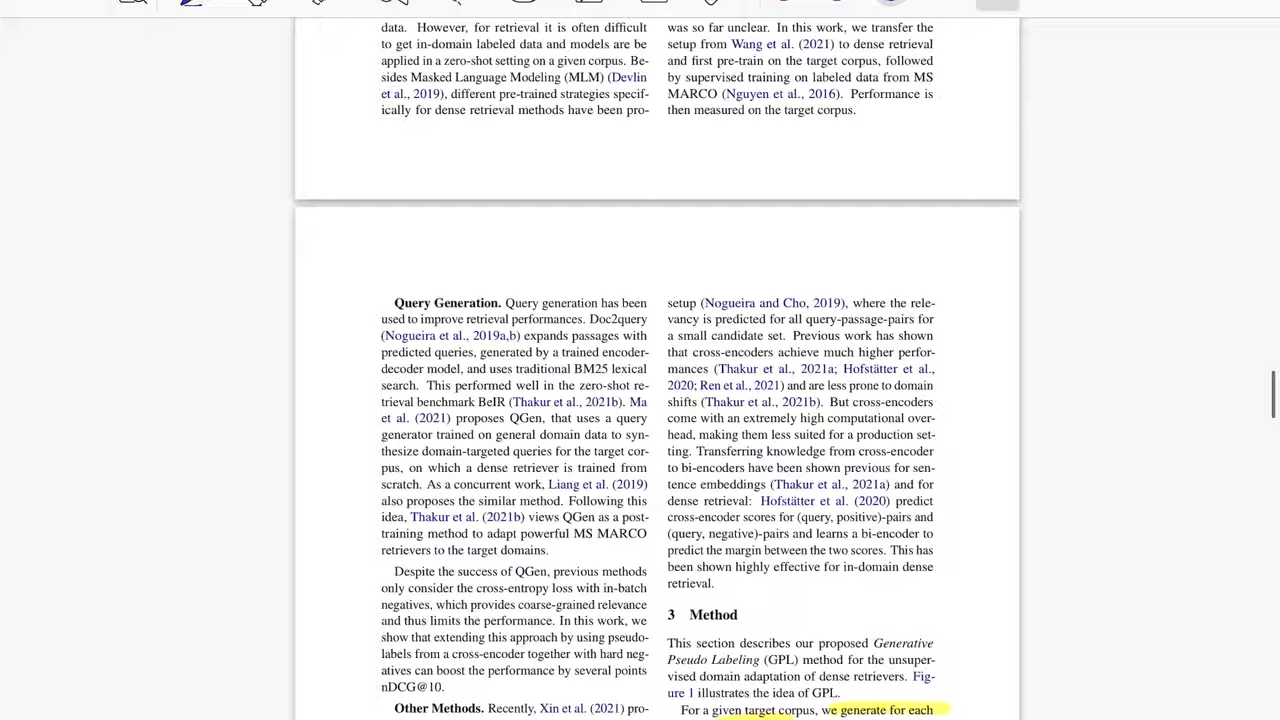 data. However, for retrieval it is often difficult
to get in-domain labeled data and models are be
applied in a zero-shot setting on a given corpus. Be-
sides Masked Language Modeling (MLM) (Devlin
et al., 2019), different pre-trained strategies specif-
ically for dense retrieval methods have been pro-
was so far unclear. In this work, we transfer the
setup from Wang et al. (2021) to dense retrieval
and first pre-train on the target corpus, followed
by supervised training on labeled data from MS
MARCO (Nguyen et al., 2016). Performance is
then measured on the target corpus.
Query Generation. Query generation has been
used to improve retrieval performances. Doc2query
(Nogueira et al., 2019a,b) expands passages with
predicted queries, generated by a trained encoder-
decoder model, and uses traditional BM25 lexical
search. This performed well in the zero-shot re-
trieval benchmark BeIR (Thakur et al., 2021b). Ma
et al. (2021) proposes QGen, that uses a query
generator trained on general domain data to syn-
thesize domain-targeted queries for the target cor-
pus, on which a dense retriever is trained from
scratch. As a concurrent work, Liang et al. (2019)
also proposes the similar method. Following this
idea, Thakur et al. (2021b) views QGen as a post-
training method to adapt powerful MS MARCO
retrievers to the target domains.
Despite the success of QGen, previous methods
only consider the cross-entropy loss with in-batch
negatives, which provides coarse-grained relevance
and thus limits the performance. In this work, we
show that extending this approach by using pseudo-
labels from a cross-encoder together with hard neg-
atives can boost the performance by several points
nDCG@10.
Other Methods. Recently, Xin et al. (2021) pro-
setup (Nogueira and Cho, 2019), where the rele-
vancy is predicted for all query-passage-pairs for
a small candidate set. Previous work has shown
that cross-encoders achieve much higher perfor-
mances (Thakur et al., 2021a; Hofstätter et al.,
2020; Ren et al., 2021) and are less prone to domain
shifts (Thakur et al., 2021b). But cross-encoders
come with an extremely high computational over-
head, making them less suited for a production set-
ting. Transferring knowledge from cross-encoder
to bi-encoders have been shown previous for sen-
tence embeddings (Thakur et al., 2021a) and for
dense retrieval: Hofstätter et al. (2020) predict
cross-encoder scores for (query, positive)-pairs and
(query, negative)-pairs and learns a bi-encoder to
predict the margin between the two scores. This has
been shown highly effective for in-domain dense
retrieval.
3 Method
This section describes our proposed Generative
Pseudo Labeling (GPL) method for the unsuper-
vised domain adaptation of dense retrievers. Fig-
ure 1 illustrates the idea of GPL.
For a given target corpus, we generate for each